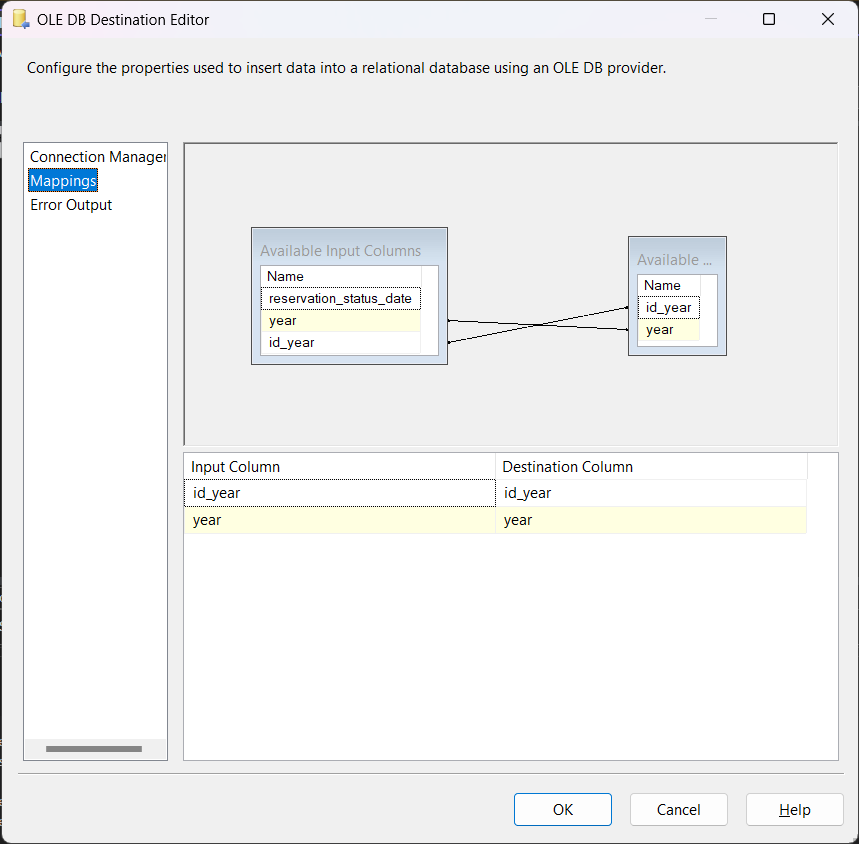 OLE DB Destination Editor
Configure the properties used to insert data into a relational database using an OLE DB provider.
Connection Manager
Mappings
Error Output
Available Input Columns
Name
reservation_status_date
year
id_year
Available ...
Name
id_year
year
Input Column Destination Column
id_year id_year
year year
OK Cancel Help